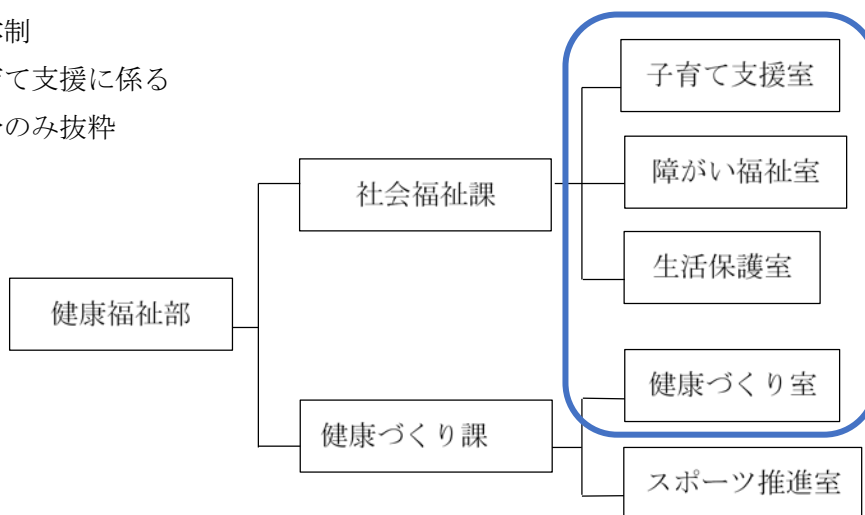 制
て支援に係る
のみ抜粋
子育て支援室
障がい福祉室
社会福祉課
生活保護室
健康福祉部
健康づくり室
健康づくり課
スポーツ推進室